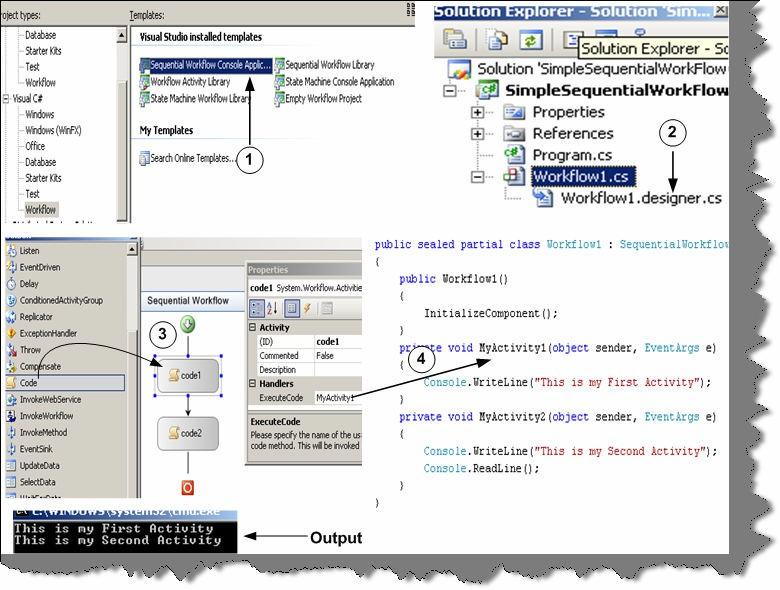 roject types:
Templates:
Database
Starter Kits
Test
Workflow
Visual C#
Windows
Windows (WinFX)
Office
Database
Starter Kits
Test
Workflow
Visual Studio installed templates
Sequential Workflow Console Applic...
Sequential Workflow Library
Workflow Activity Library
State Machine Console Application
State Machine Workflow Library
Empty Workflow Project
My Templates
Search Online Templates...
1
Solution Explorer - Solution 'Sim...
Solution Explorer - So
Solution 'SimpleSequentialWorkFlow
SimpleSequentialWorkFlow
Properties
References
Program.cs
Workflow1.cs
Workflow1.designer.cs
2
Listen
EventDriven
Delay
ConditionedActivityGroup
Replicator
ExceptionHandler
Throw
Compensate
Code
InvokeWebService
InvokeWorkflow
InvokeMethod
EventSink
UpdateData
SelectData
WaitForData
Sequential Workflow
3
code1
code2
Properties
code1 System.Workflow.Activities
Activity
(ID) code1
Commented False
Description
Handlers
ExecuteCode MyActivity1
ExecuteCode
Please specify the name of the us
code method. This will be invoked
4
public sealed partial class Workflow1 : SequentialWorkflow
{
public Workflow1()
{
InitializeComponent();
}
private void MyActivity1(object sender, EventArgs e)
{
Console.WriteLine("This is my First Activity");
}
private void MyActivity2(object sender, EventArgs e)
{
Console.WriteLine("This is my Second Activity");
Console.ReadLine();
}
}
C:\WINDOWS\system32\cmd.exe
This is my First Activity
This is my Second Activity
Output